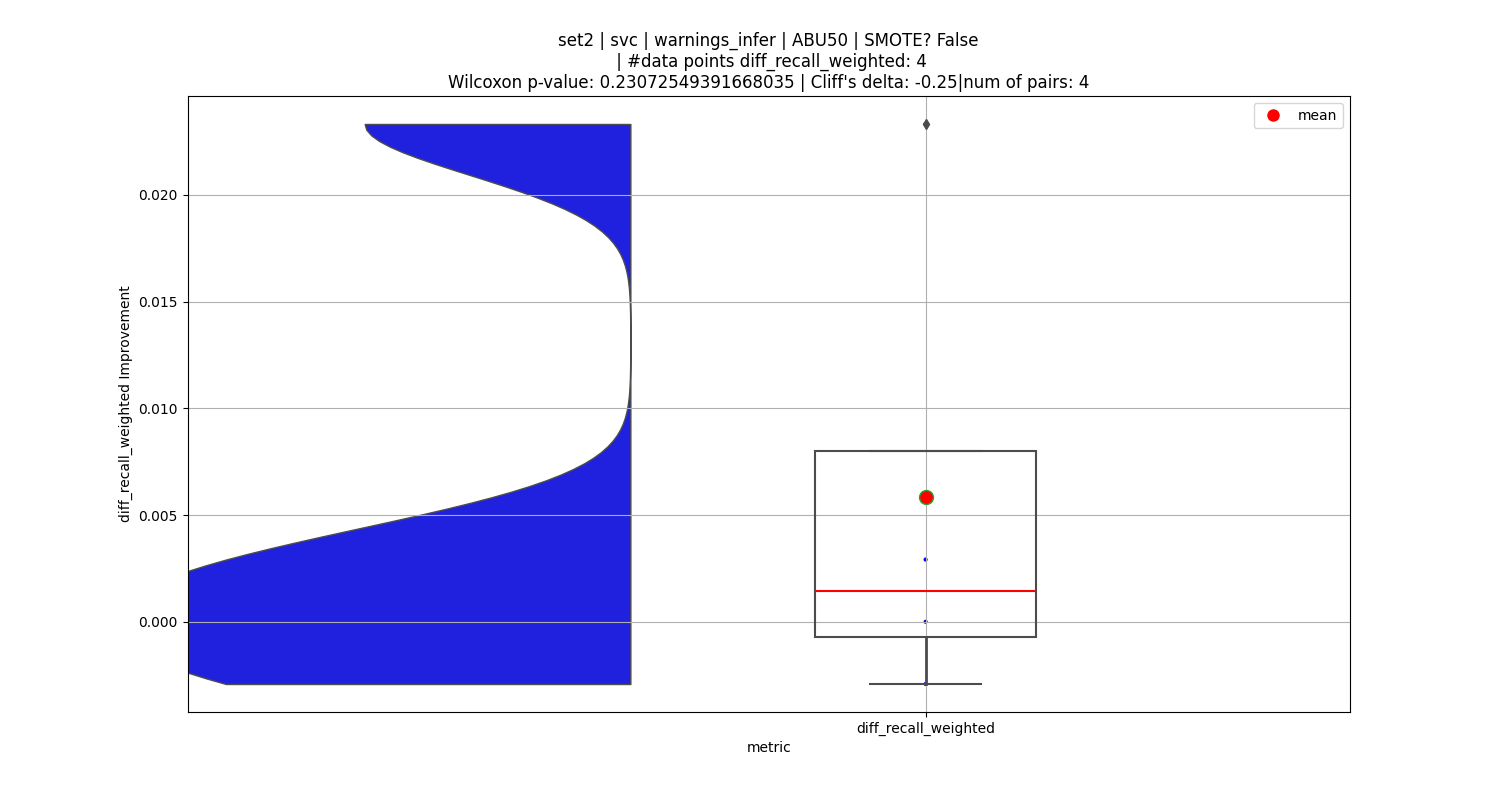 set2 | svc | warnings_infer | ABU50 | SMOTE? False
| #data points diff_recall_weighted: 4
Wilcoxon p-value: 0.23072549391668035 | Cliff's delta: -0.25|num of pairs: 4
mean
0.020
0.015
0.010
0.005
0.000
diff_recall_weighted Improvement
diff_recall_weighted
metric